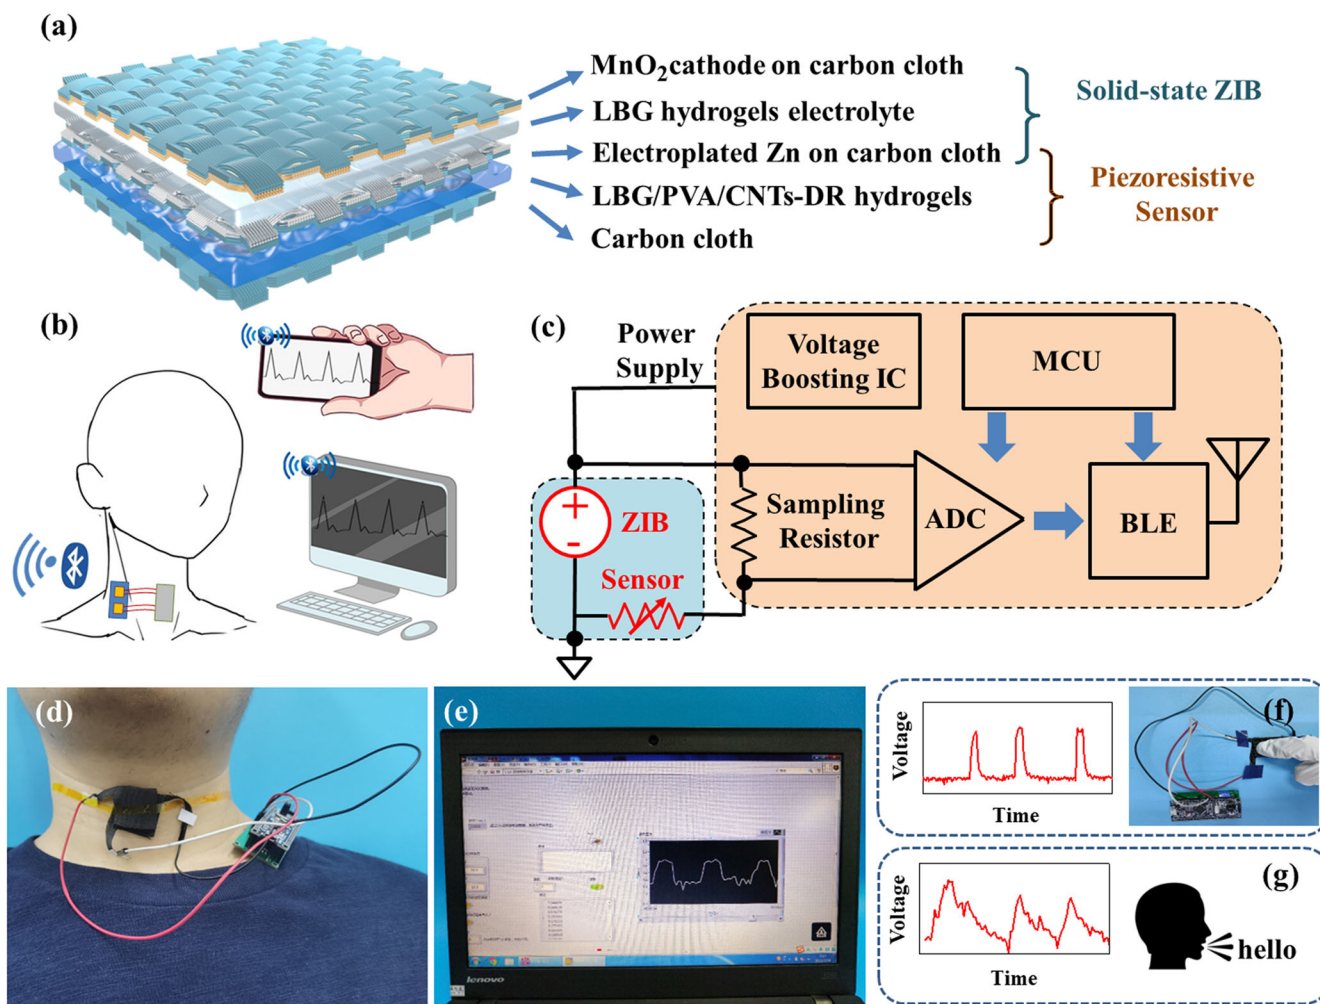 (a)
MnO2cathode on carbon cloth
LBG hydrogels electrolyte
Electroplated Zn on carbon cloth
LBG/PVA/CNTs-DR hydrogels
Carbon cloth
Solid-state ZIB
Piezoresistive
Sensor
(b)
(c)
Power
Supply
Voltage
Boosting IC
MCU
ZIB
Sensor
Sampling
Resistor
ADC
BLE
(d)
(e)
lenovo
Voltage
Time
(f)
Voltage
Time
(g)
hello